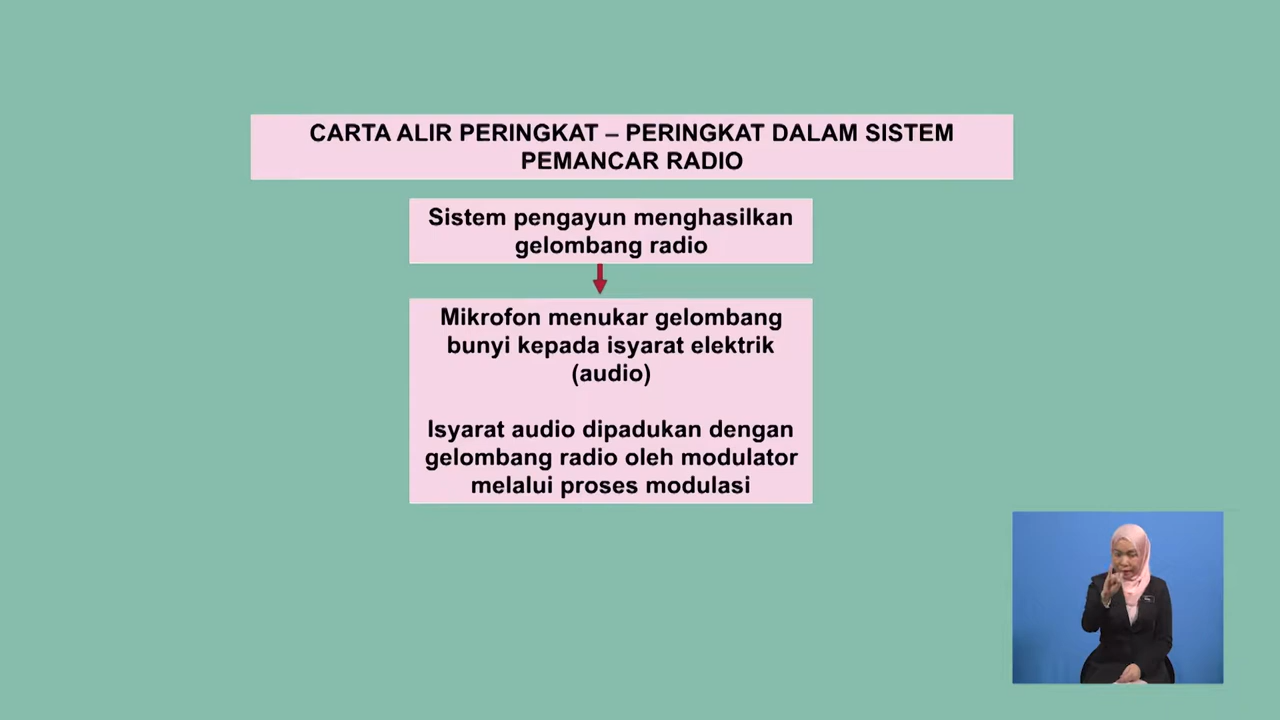 CARTA ALIR PERINGKAT – PERINGKAT DALAM SISTEM
PEMANCAR RADIO
Sistem pengayun menghasilkan
gelombang radio
Mikrofon menukar gelombang
bunyi kepada isyarat elektrik
(audio)
Isyarat audio dipadukan dengan
gelombang radio oleh modulator
melalui proses modulasi